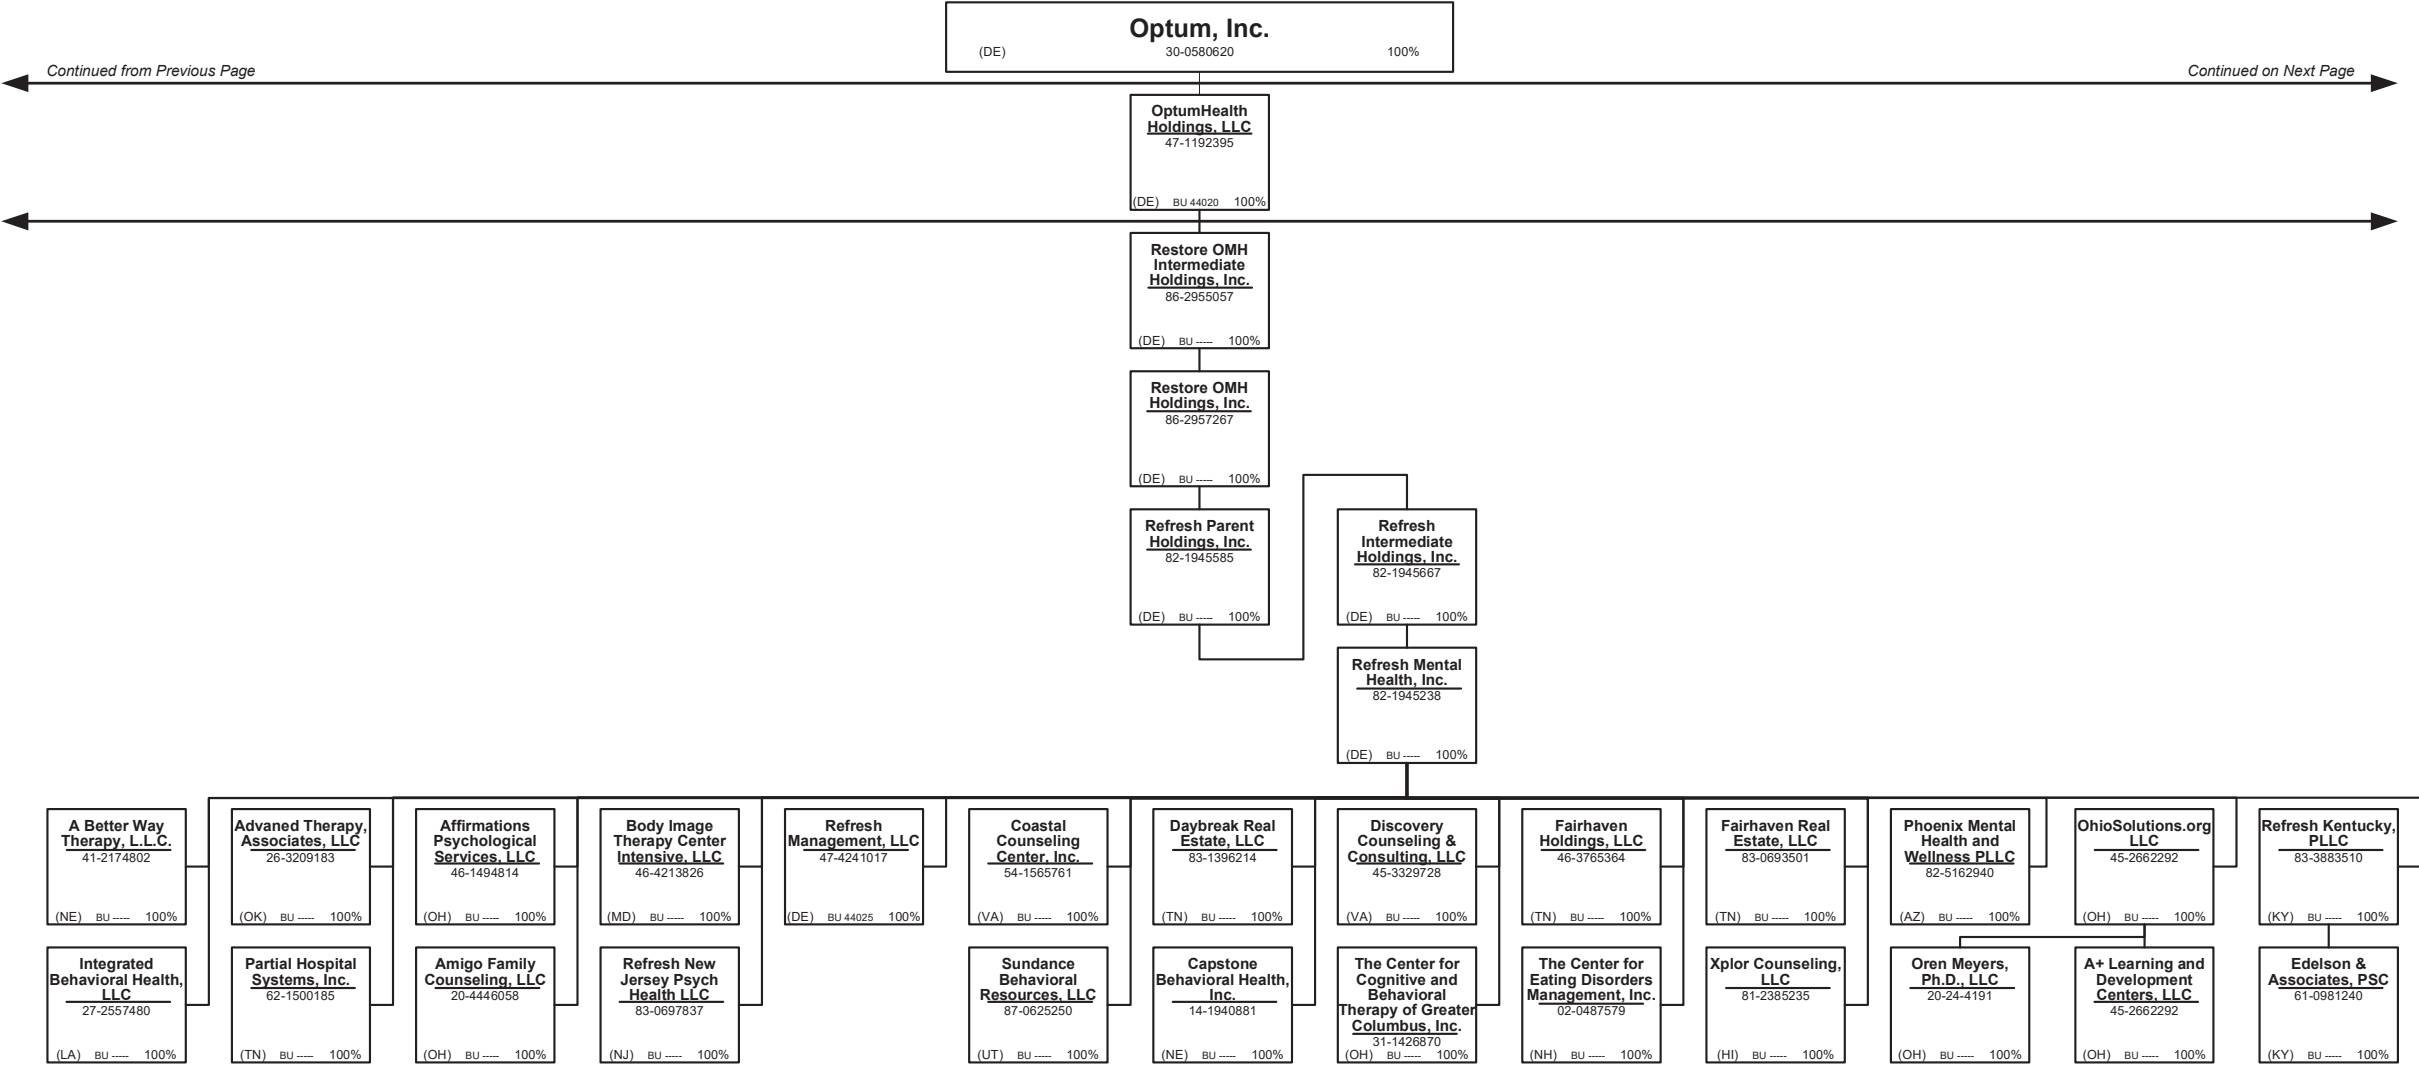 Optum, Inc.
(DE) 30-0580620 100%
Continued from Previous Page
Continued on Next Page
OptumHealth
Holdings, LLC
47-1192395
(DE) BU 44020 100%
Restore OMH
Intermediate
Holdings, Inc.
86-2955057
(DE) BU ----- 100%
Restore OMH
Holdings, Inc.
86-2957267
(DE) BU ----- 100%
Refresh Parent
Holdings, Inc.
82-1945585
(DE) BU ----- 100%
Refresh
Intermediate
Holdings, Inc.
82-1945667
(DE) BU ----- 100%
Refresh Mental
Health, Inc.
82-1945238
(DE) BU ----- 100%
A Better Way
Therapy, L.L.C.
41-2174802
(NE) BU ----- 100%
Advaned Therapy,
Associates, LLC
26-3209183
(OK) BU ----- 100%
Affirmations
Psychological
Services, LLC
46-1494814
(OH) BU ----- 100%
Body Image
Therapy Center
Intensive, LLC
46-4213826
(MD) BU ----- 100%
Refresh
Management, LLC
47-4241017
(DE) BU 44025 100%
Coastal
Counseling
Center, Inc.
54-1565761
(VA) BU ----- 100%
Daybreak Real
Estate, LLC
83-1396214
(TN) BU ----- 100%
Discovery
Counseling &
Consulting, LLC
45-3329728
(VA) BU ----- 100%
Fairhaven
Holdings, LLC
46-3765364
(TN) BU ----- 100%
Fairhaven Real
Estate, LLC
83-0693501
(TN) BU ----- 100%
Phoenix Mental
Health and
Wellness PLLC
82-5162940
(AZ) BU ----- 100%
OhioSolutions.org
LLC
45-2662292
(OH) BU ----- 100%
Refresh Kentucky,
PLLC
83-3883510
(KY) BU ----- 100%
Integrated
Behavioral Health,
LLC
27-2557480
(LA) BU ----- 100%
Partial Hospital
Systems, Inc.
62-1500185
(TN) BU ----- 100%
Amigo Family
Counseling, LLC
20-4446058
(OH) BU ----- 100%
Refresh New
Jersey Psych
Health LLC
83-0697837
(NJ) BU ----- 100%
Sundance
Behavioral
Resources, LLC
87-0625250
(UT) BU ----- 100%
Capstone
Behavioral Health,
Inc.
14-1940881
(NE) BU ----- 100%
The Center for
Cognitive and
Behavioral
Therapy of Greater
Columbus, Inc.
31-1426870
(OH) BU ----- 100%
The Center for
Eating Disorders
Management, Inc.
02-0487579
(NH) BU ----- 100%
Xplor Counseling,
LLC
81-2385235
(HI) BU ----- 100%
Oren Meyers,
Ph.D., LLC
20-24-4191
(OH) BU ----- 100%
A+ Learning and
Development
Centers, LLC
45-2662292
(OH) BU ----- 100%
Edelson &
Associates, PSC
61-0981240
(KY) BU ----- 100%